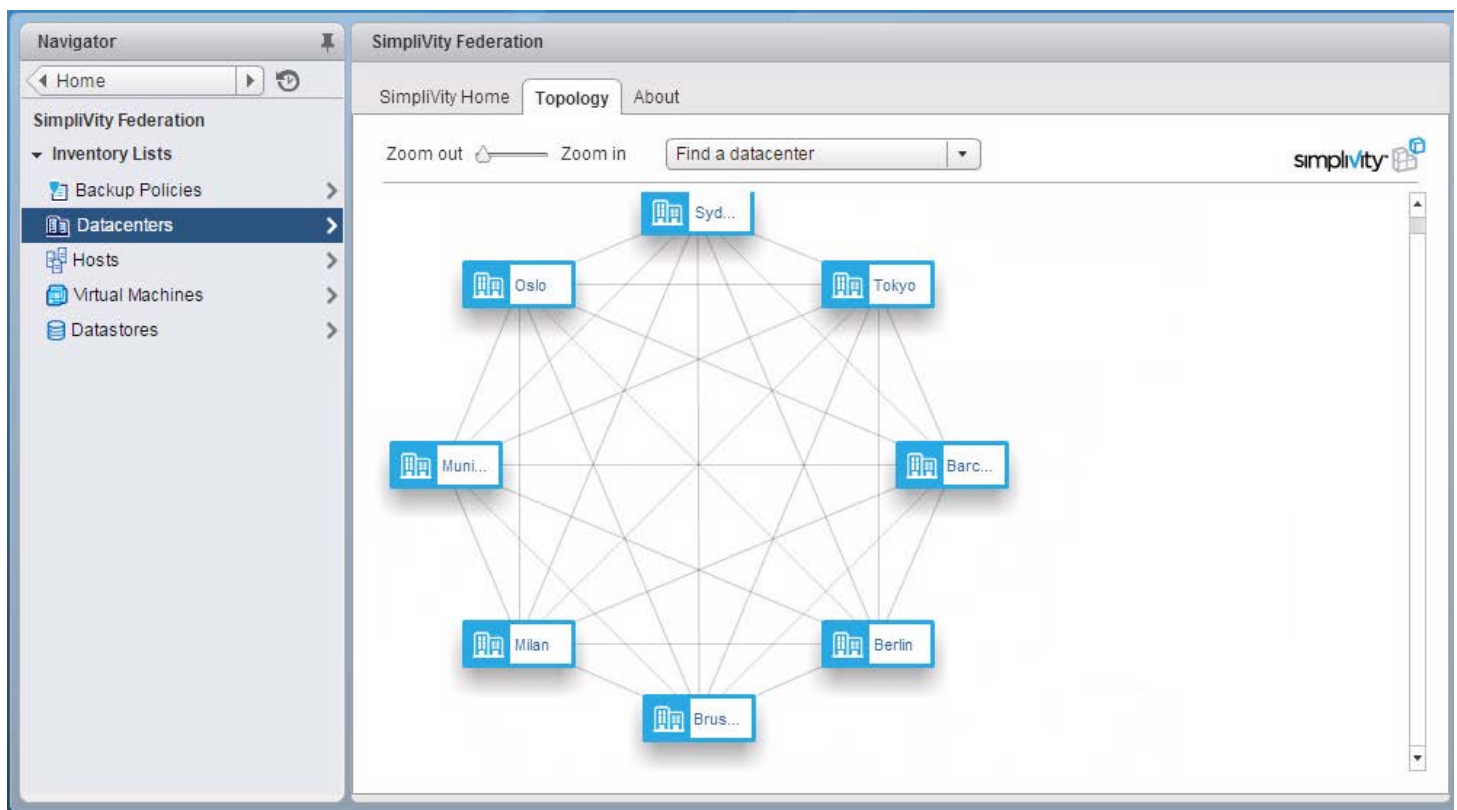 Navigator
Home
SimpliVity Federation
Inventory Lists
Backup Policies
Datacenters
Hosts
Virtual Machines
Datastores
SimpliVity Federation
SimpliVity Home Topology About
Zoom out Zoom in Find a datacenter simplivity
Syd...
Oslo Tokyo
Muni... Barc...
Milan Berlin
Brus...